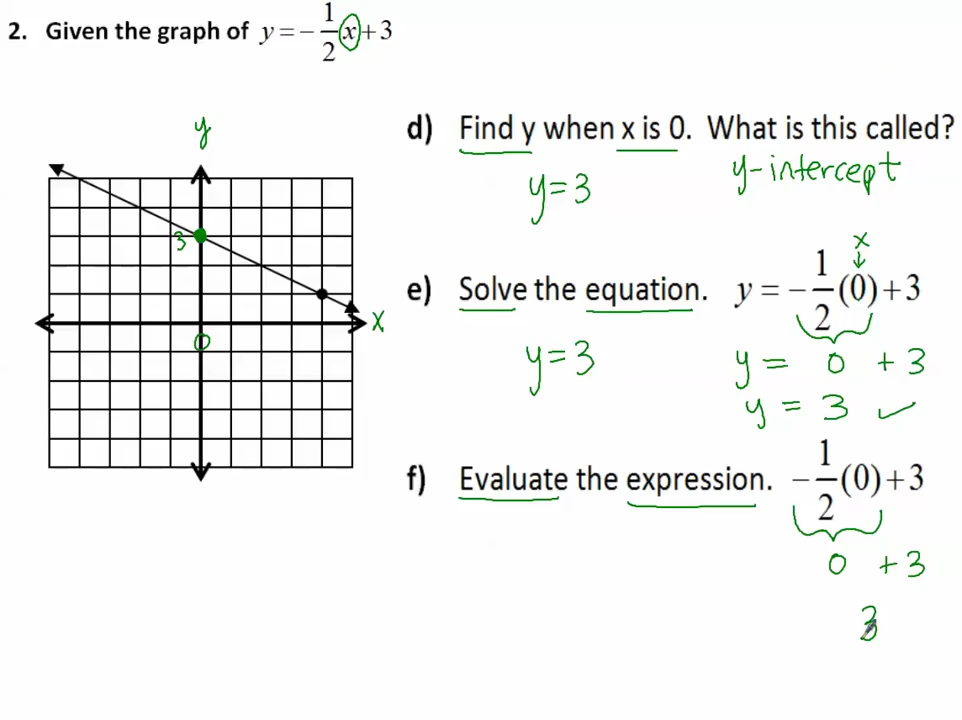 2. Given the graph of y = -1/2 x + 3
y
3
x
0
d) Find y when x is 0. What is this called?
y = 3 y-intercept
x
e) Solve the equation. y = -1/2 (0) + 3
y = 3 y = 0 + 3
y = 3 ✓
f) Evaluate the expression. -1/2 (0) + 3
0 + 3
3